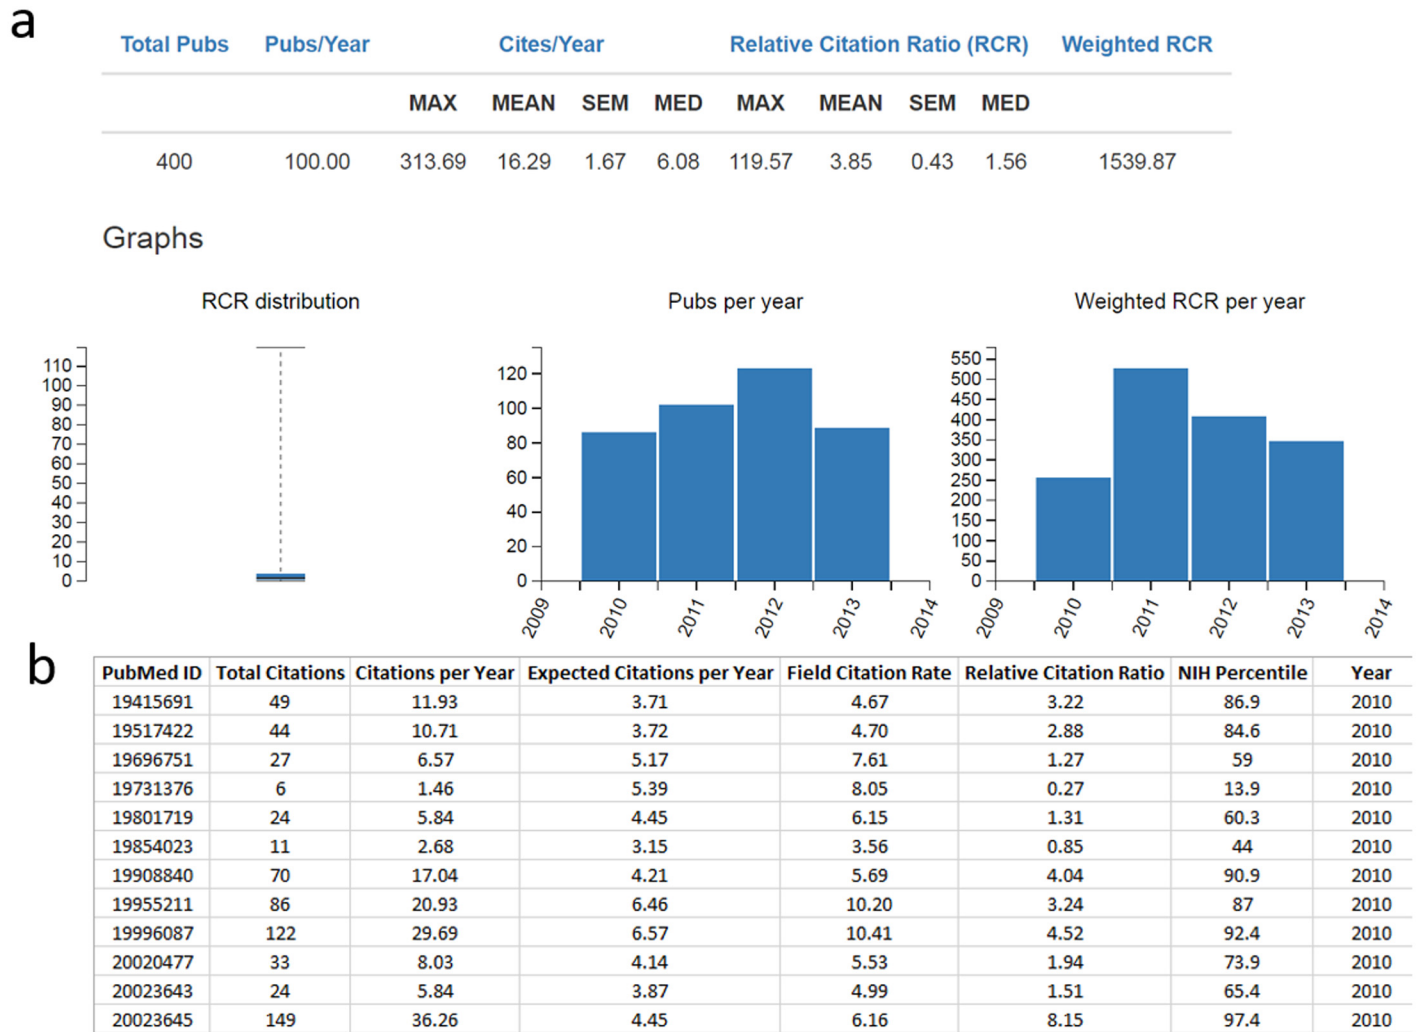 a
Total Pubs Pubs/Year Cites/Year Relative Citation Ratio (RCR) Weighted RCR
MAX MEAN SEM MED MAX MEAN SEM MED
400 100.00 313.69 16.29 1.67 6.08 119.57 3.85 0.43 1.56 1539.87
Graphs
RCR distribution
110
100
90
80
70
60
50
40
30
20
10
0
Pubs per year
120
100
80
60
40
20
0
2009 2010 2011 2012 2013 2014
Weighted RCR per year
550
500
450
400
350
300
250
200
150
100
50
0
2009 2010 2011 2012 2013 2014
b
PubMed ID Total Citations Citations per Year Expected Citations per Year Field Citation Rate Relative Citation Ratio NIH Percentile Year
19415691 49 11.93 3.71 4.67 3.22 86.9 2010
19517422 44 10.71 3.72 4.70 2.88 84.6 2010
19696751 27 6.57 5.17 7.61 1.27 59 2010
19731376 6 1.46 5.39 8.05 0.27 13.9 2010
19801719 24 5.84 4.45 6.15 1.31 60.3 2010
19854023 11 2.68 3.15 3.56 0.85 44 2010
19908840 70 17.04 4.21 5.69 4.04 90.9 2010
19955211 86 20.93 6.46 10.20 3.24 87 2010
19996087 122 29.69 6.57 10.41 4.52 92.4 2010
20020477 33 8.03 4.14 5.53 1.94 73.9 2010
20023643 24 5.84 3.87 4.99 1.51 65.4 2010
20023645 149 36.26 4.45 6.16 8.15 97.4 2010